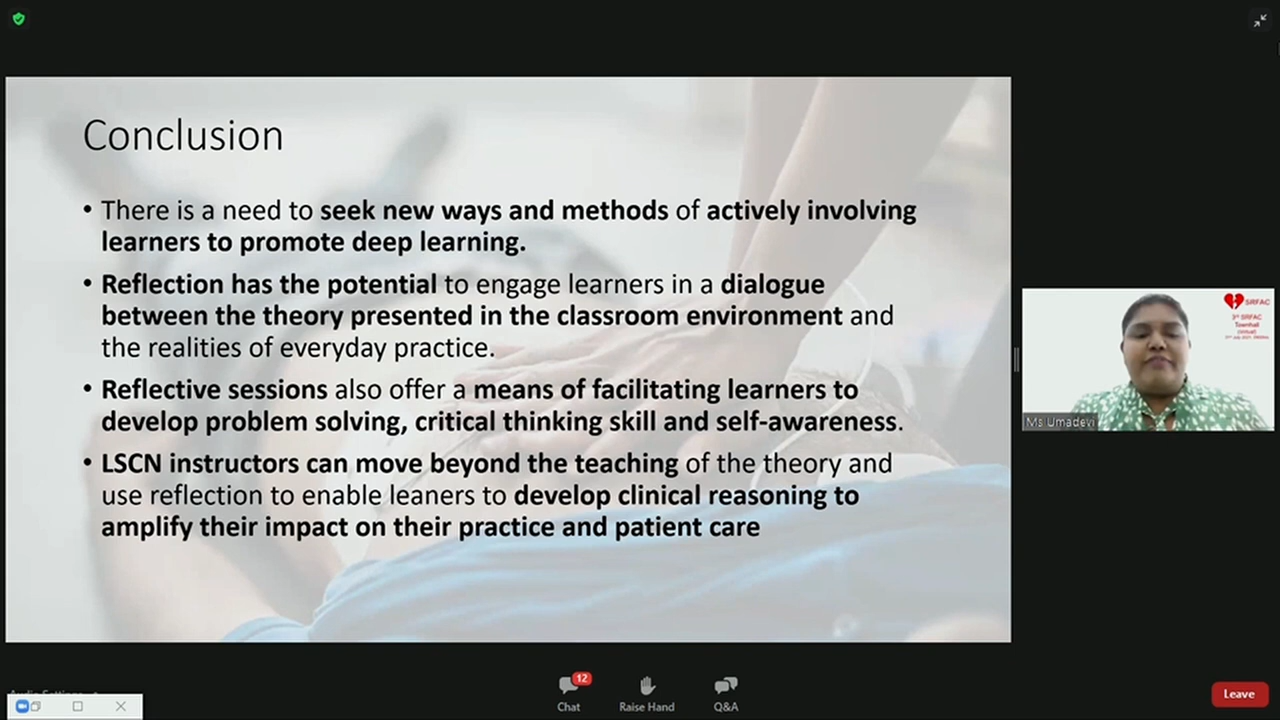 Conclusion
• There is a need to seek new ways and methods of actively involving
learners to promote deep learning.
• Reflection has the potential to engage learners in a dialogue
between the theory presented in the classroom environment and
the realities of everyday practice.
• Reflective sessions also offer a means of facilitating learners to
develop problem solving, critical thinking skill and self-awareness.
• LSCN instructors can move beyond the teaching of the theory and
use reflection to enable leaners to develop clinical reasoning to
amplify their impact on their practice and patient care
SRFAC
3rd SRFAC
Townhall
(Virtual)
Ms Umadevi
12
Chat
Raise Hand
Q&A
Leave